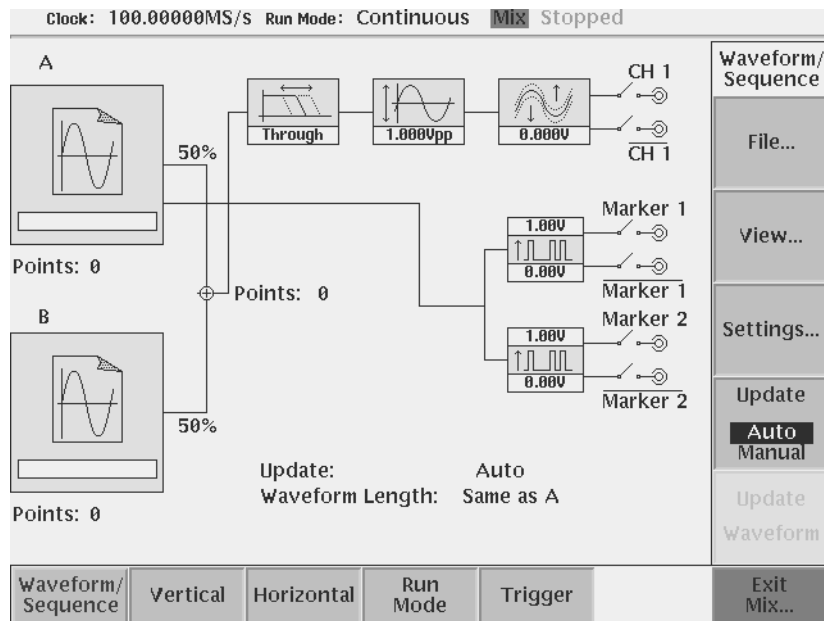 Clock: 100.00000MS/s Run Mode: Continuous Mix Stopped
A
50%
Points: 0
Through
1.000Vpp
0.000V
CH 1
CH 1
Points: 0
1.00V
0.00V
Marker 1
Marker 1
Marker 2
1.00V
0.00V
Marker 2
B
50%
Points: 0
Update: Auto
Waveform Length: Same as A
Waveform/
Sequence
File...
View...
Settings...
Update
Auto
Manual
Update
Waveform
Waveform/
Sequence
Vertical
Horizontal
Run
Mode
Trigger
Exit
Mix...